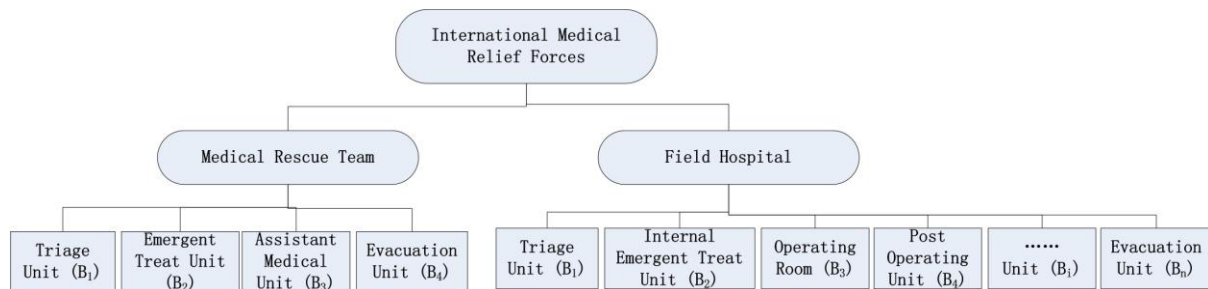 International Medical
Relief Forces
Medical Rescue Team
Field Hospital
Triage
Unit (B₁)
Emergent
Treat Unit
(B₂)
Assistant
Medical
Unit (B₃)
Evacuation
Unit (B₄)
Triage
Unit (B₁)
Internal
Emergent Treat
Unit (B₂)
Operating
Room (B₃)
Post
Operating
Unit (B₄)
……
Unit (Bᵢ)
Evacuation
Unit (Bₙ)